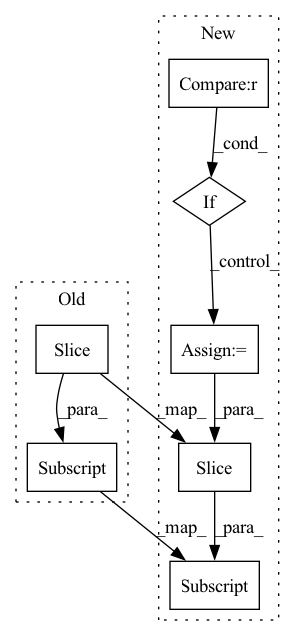 New
Compare:r
_cond_
If
_control_
Old
Slice
Assign:=
_para_
_map_
_para_
Subscript
Slice
_map_
_para_
Subscript